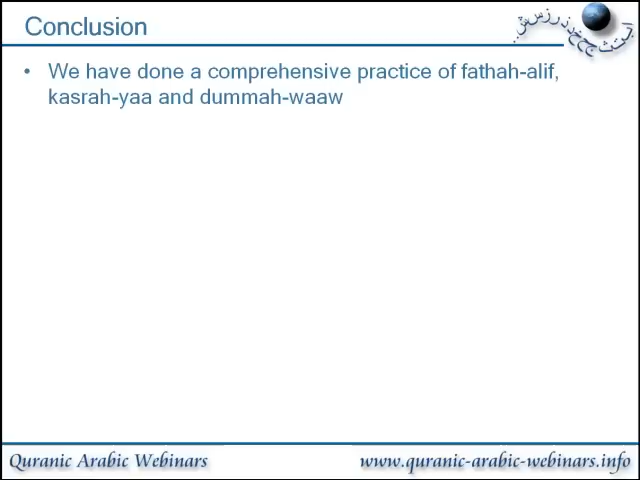 Conclusion
• We have done a comprehensive practice of fathah-alif,
kasrah-yaa and dummah-waaw
Quranic Arabic Webinars
www.quranic-arabic-webinars.info